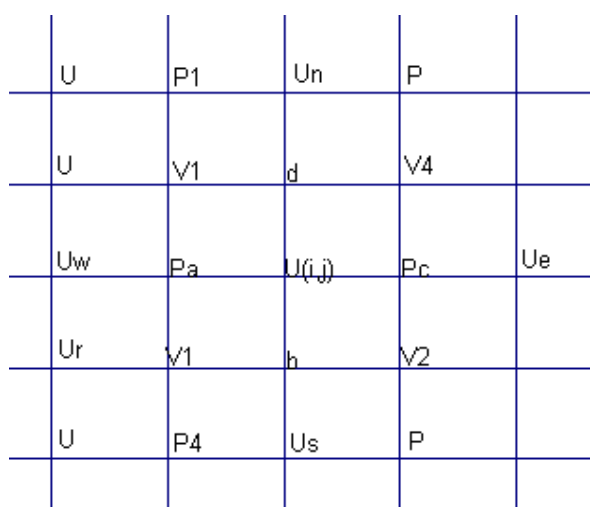 U P1 Un P
U V1 d V4
Uw Pa U(i,j) Pc Ue
Ur V1 h V2
U P4 Us P